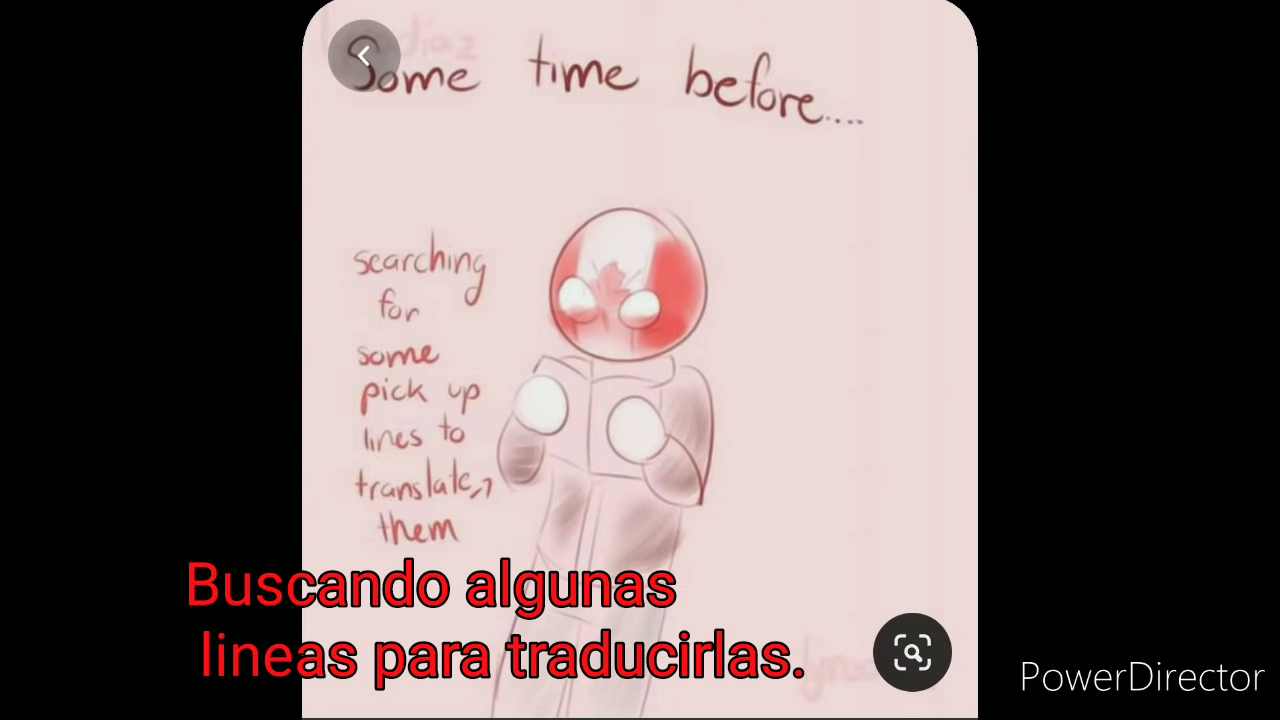 Some time before....
searching
for
some
pick up
lines to
translate
them
Buscando algunas
lineas para traducirlas.
PowerDirector